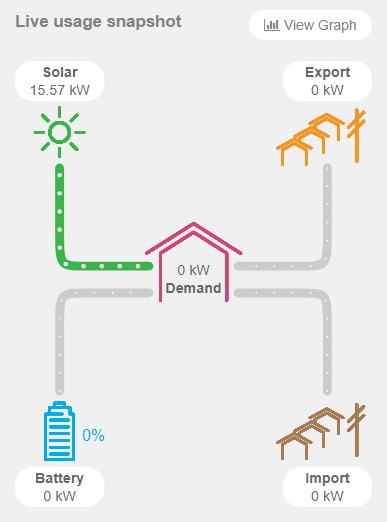 Live usage snapshot
View Graph
Solar
15.57 kW
Export
0 kW
0 kW
Demand
0%
Battery
0 kW
Import
0 kW